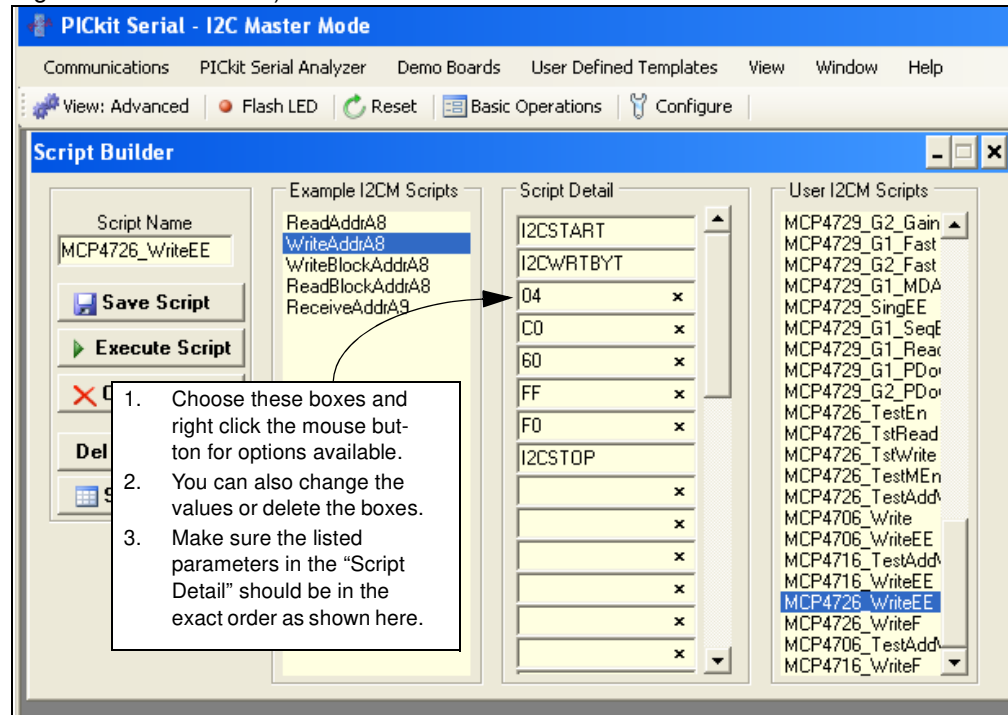 PICkit Serial - I2C Master Mode
Communications PICkit Serial Analyzer Demo Boards User Defined Templates View Window Help
View: Advanced Flash LED Reset Basic Operations Configure
Script Builder
Script Name
MCP4726_WriteEE
Save Script
Execute Script
Del
Example I2CM Scripts
ReadAddrA8
WriteAddrA8
WriteBlockAddrA8
ReadBlockAddrA8
ReceiveAddrA9
1. Choose these boxes and
right click the mouse but-
ton for options available.
2. You can also change the
values or delete the boxes.
3. Make sure the listed
parameters in the “Script
Detail” should be in the
exact order as shown here.
Script Detail
I2CSTART
I2CWRTBYT
04
C0
60
FF
F0
I2CSTOP
User I2CM Scripts
MCP4729_G2_Gain
MCP4729_G1_Fast
MCP4729_G2_Fast
MCP4729_G1_MDA
MCP4729_SingEE
MCP4729_G1_SeqE
MCP4729_G1_Read
MCP4729_G1_PDo
MCP4729_G2_PDo
MCP4726_TestEn
MCP4726_TstRead
MCP4726_TstWrite
MCP4726_TestMEn
MCP4726_TestAdd
MCP4706_Write
MCP4706_WriteEE
MCP4716_TestAdd
MCP4716_WriteEE
MCP4726_WriteEE
MCP4726_WriteF
MCP4706_TestAdd
MCP4716_WriteF